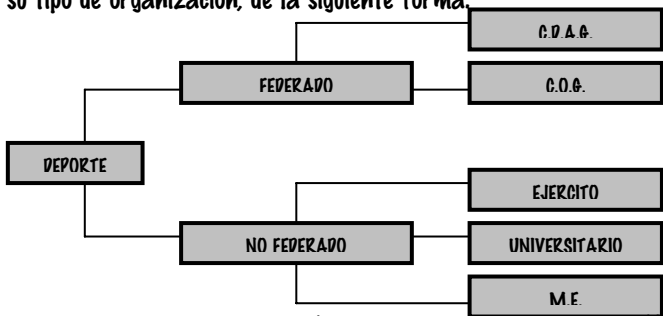 su tipo de organización, de la siguiente forma:
C.D.A.G.
FEDERADO
C.O.G.
DEPORTE
EJERCITO
NO FEDERADO
UNIVERSITARIO
M.E.